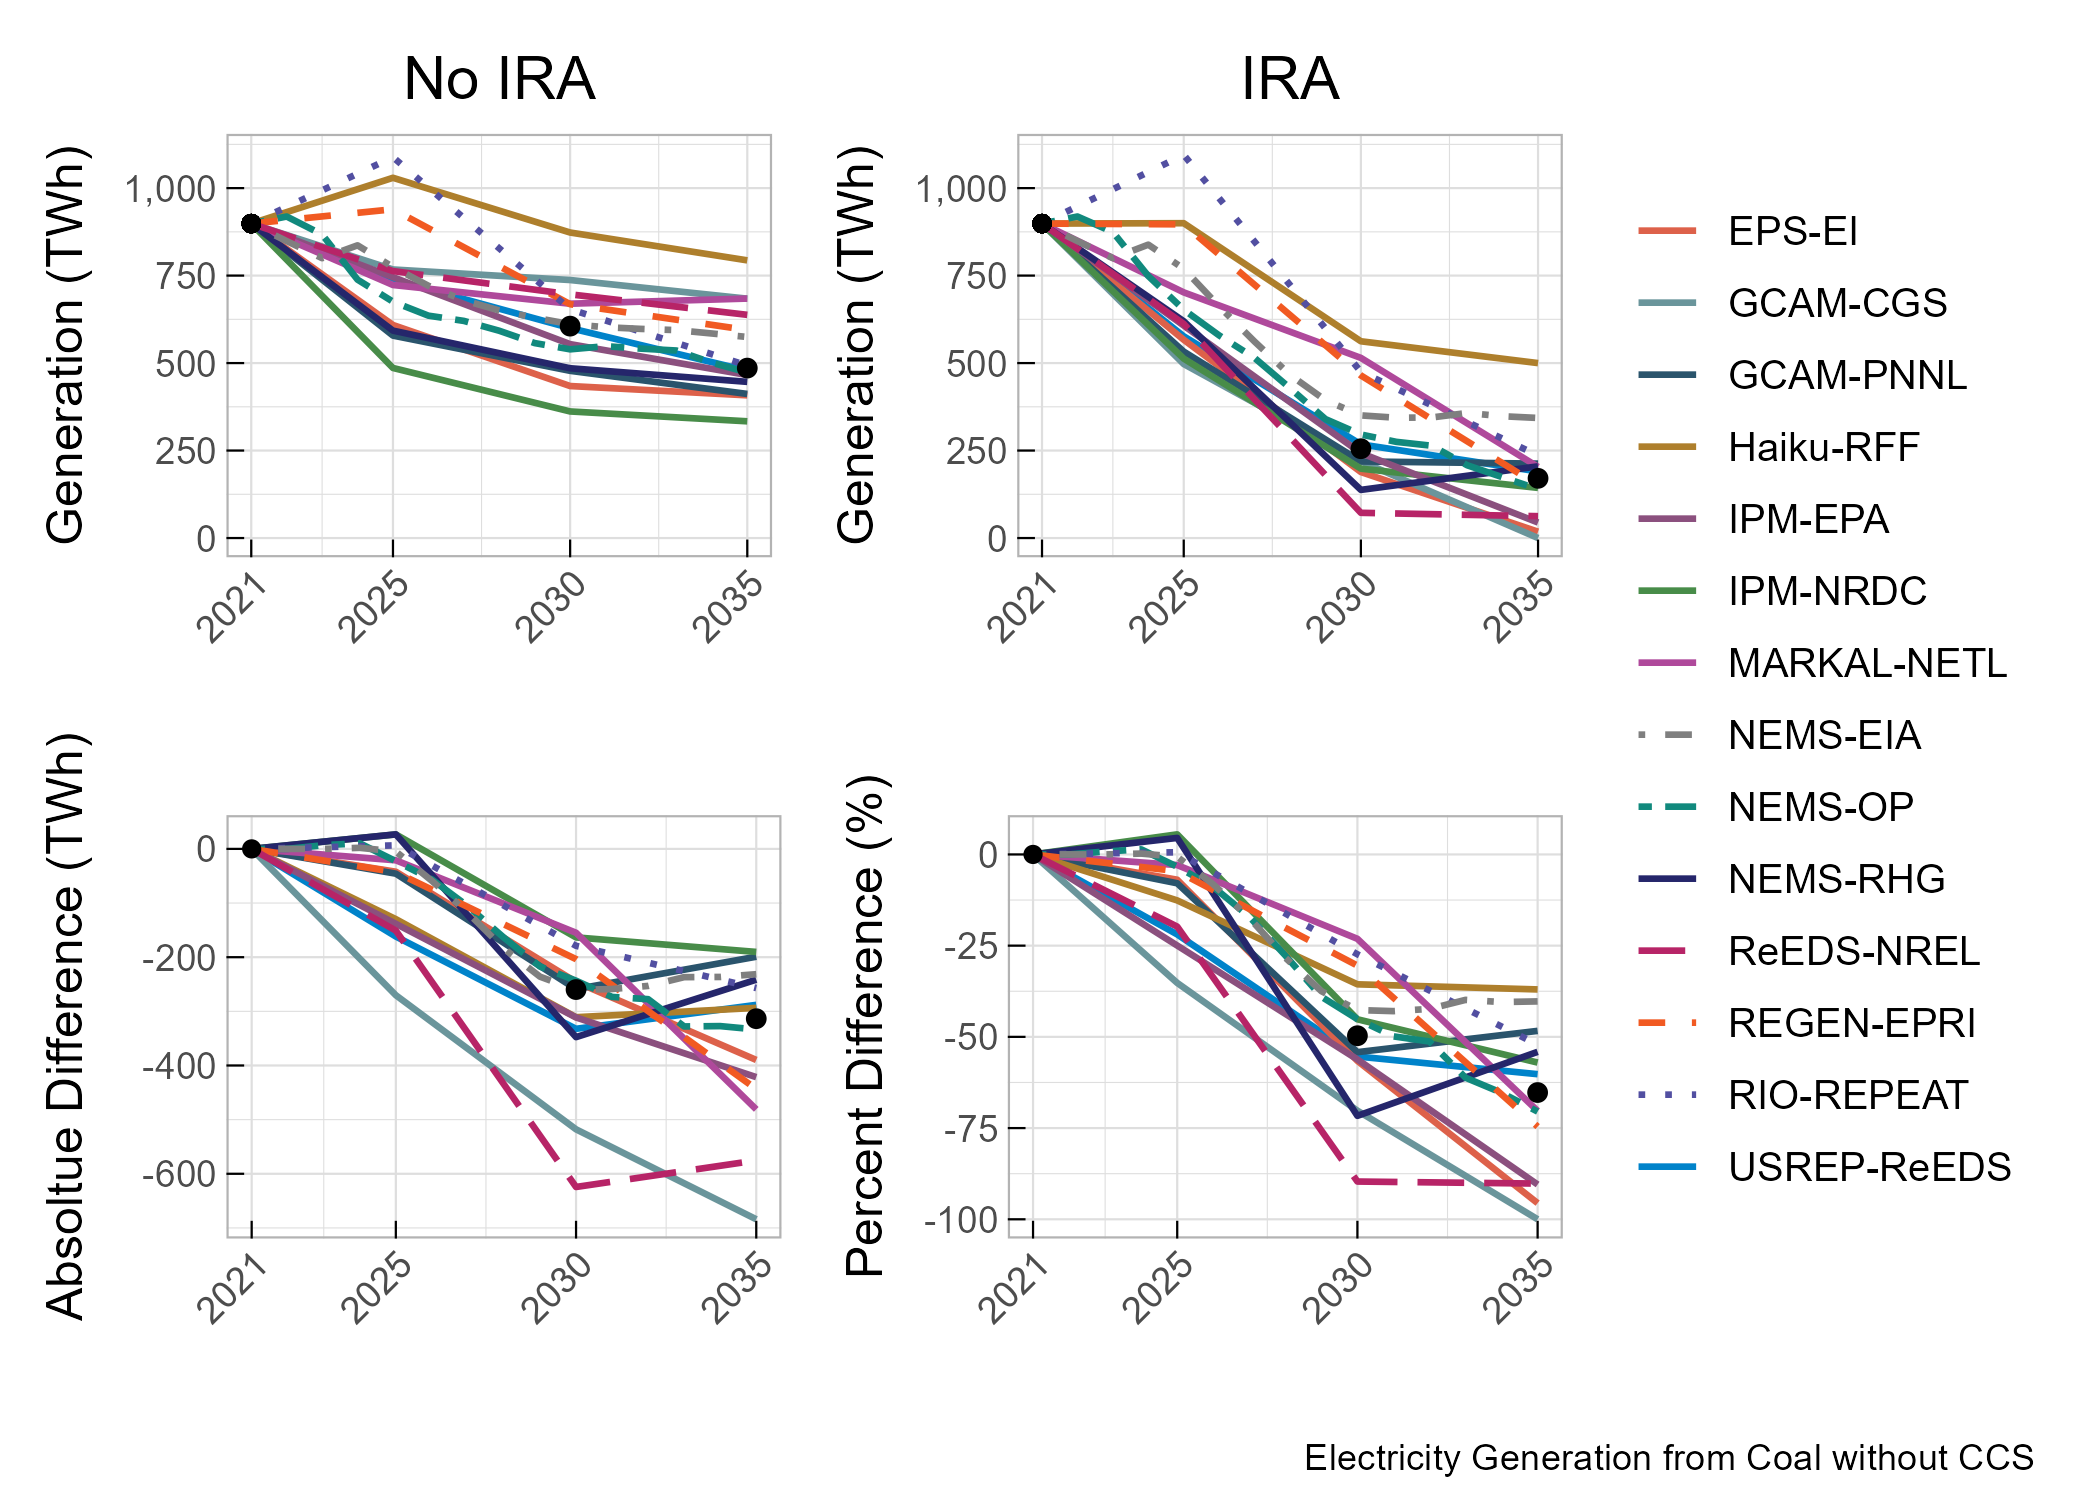 No IRA
IRA
Generation (TWh)
1,000
750
500
250
0
2021
2025
2030
2035
Generation (TWh)
1,000
750
500
250
0
2021
2025
2030
2035
Absoltue Difference (TWh)
0
-200
-400
-600
2021
2025
2030
2035
Percent Difference (%)
0
-25
-50
-75
-100
2021
2025
2030
2035
EPS-EI
GCAM-CGS
GCAM-PNNL
Haiku-RFF
IPM-EPA
IPM-NRDC
MARKAL-NETL
NEMS-EIA
NEMS-OP
NEMS-RHG
ReEDS-NREL
REGEN-EPRI
RIO-REPEAT
USREP-ReEDS
Electricity Generation from Coal without CCS